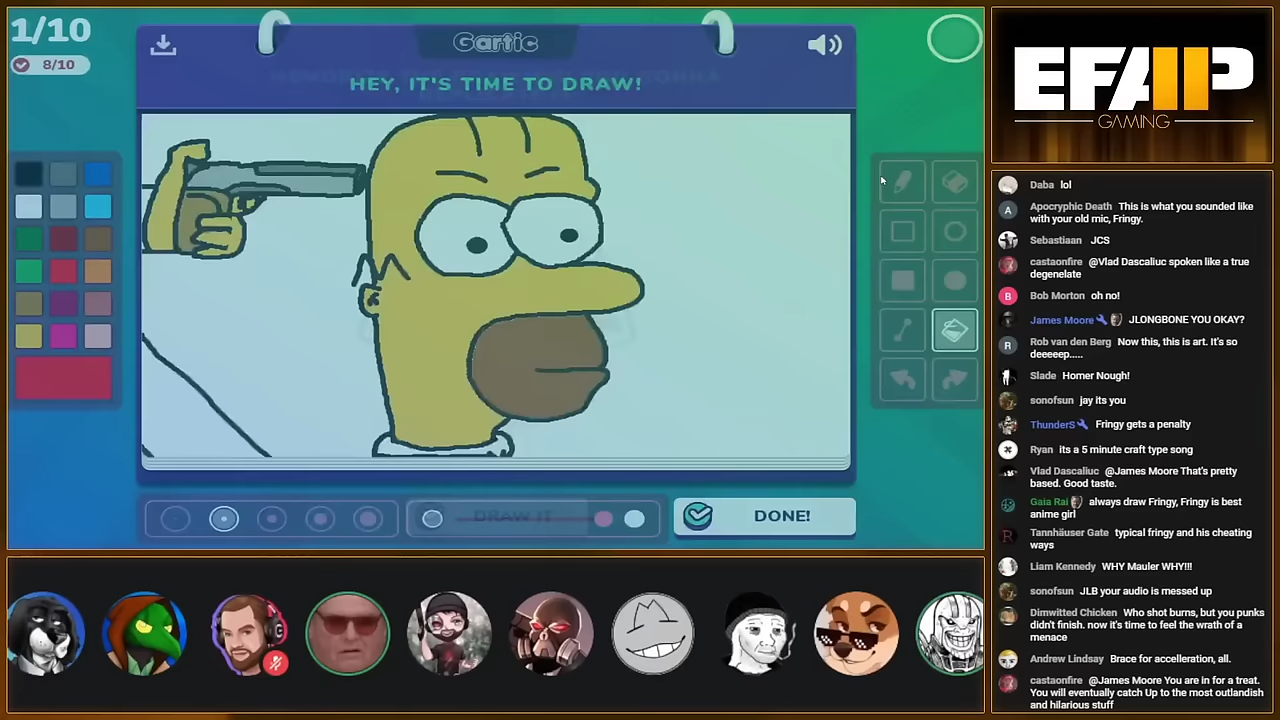 1/10
8/10
Gartic
HEY, IT'S TIME TO DRAW!
DRAW IT
DONE!
EFAP
GAMING
Daba lol
Apocryphic Death This is what you sounded like
with your old mic, Fringy.
Sebastiaan JCS
castaonfire @Vlad Dascaliuc spoken like a true
degenelate
B
Bob Morton oh no!
James Moore JLONGBONE YOU OKAY?
R
Rob van den Berg Now this, this is art. It's so
deeeeep.....
Slade Homer Nough!
sonofsun jay its you
ThunderS Fringy gets a penalty
Ryan its a 5 minute craft type song
Vlad Dascaliuc @James Moore That's pretty
based. Good taste.
Gaia Rai always draw Fringy, Fringy is best
anime girl
Tannhäuser Gate typical fringy and his cheating
ways
Liam Kennedy WHY Mauler WHY!!!
sonofsun JLB your audio is messed up
Dimwitted Chicken Who shot burns, but you punks
didn't finish. now it's time to feel the wrath of a
menace
Andrew Lindsay Brace for accelleration, all.
castaonfire @James Moore You are in for a treat.
You will eventually catch Up to the most outlandish
and hilarious stuff